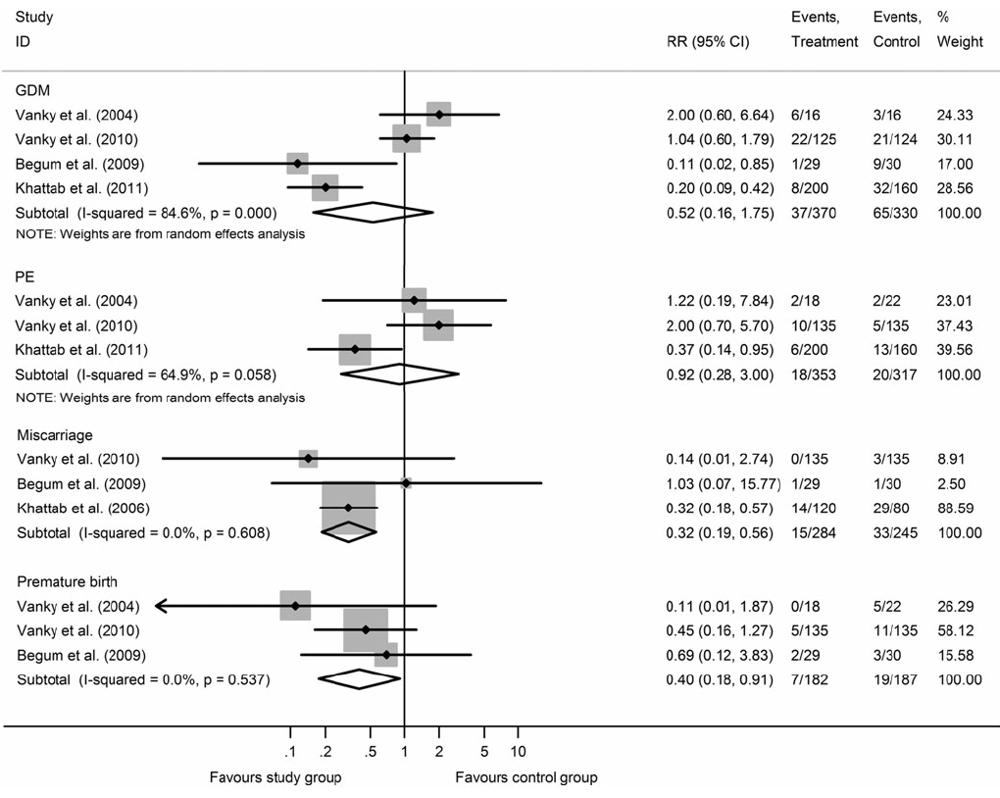 Study Events, Events, %
ID RR (95% CI) Treatment Control Weight
GDM
Vanky et al. (2004) 2.00 (0.60, 6.64) 6/16 3/16 24.33
Vanky et al. (2010) 1.04 (0.60, 1.79) 22/125 21/124 30.11
Begum et al. (2009) 0.11 (0.02, 0.85) 1/29 9/30 17.00
Khattab et al. (2011) 0.20 (0.09, 0.42) 8/200 32/160 28.56
Subtotal (I-squared = 84.6%, p = 0.000) 0.52 (0.16, 1.75) 37/370 65/330 100.00
NOTE: Weights are from random effects analysis
PE
Vanky et al. (2004) 1.22 (0.19, 7.84) 2/18 2/22 23.01
Vanky et al. (2010) 2.00 (0.70, 5.70) 10/135 5/135 37.43
Khattab et al. (2011) 0.37 (0.14, 0.95) 6/200 13/160 39.56
Subtotal (I-squared = 64.9%, p = 0.058) 0.92 (0.28, 3.00) 18/353 20/317 100.00
NOTE: Weights are from random effects analysis
Miscarriage
Vanky et al. (2010) 0.14 (0.01, 2.74) 0/135 3/135 8.91
Begum et al. (2009) 1.03 (0.07, 15.77) 1/29 1/30 2.50
Khattab et al. (2006) 0.32 (0.18, 0.57) 14/120 29/80 88.59
Subtotal (I-squared = 0.0%, p = 0.608) 0.32 (0.19, 0.56) 15/284 33/245 100.00
Premature birth
Vanky et al. (2004) 0.11 (0.01, 1.87) 0/18 5/22 26.29
Vanky et al. (2010) 0.45 (0.16, 1.27) 5/135 11/135 58.12
Begum et al. (2009) 0.69 (0.12, 3.83) 2/29 3/30 15.58
Subtotal (I-squared = 0.0%, p = 0.537) 0.40 (0.18, 0.91) 7/182 19/187 100.00
.1 .2 .5 1 2 5 10
Favours study group Favours control group